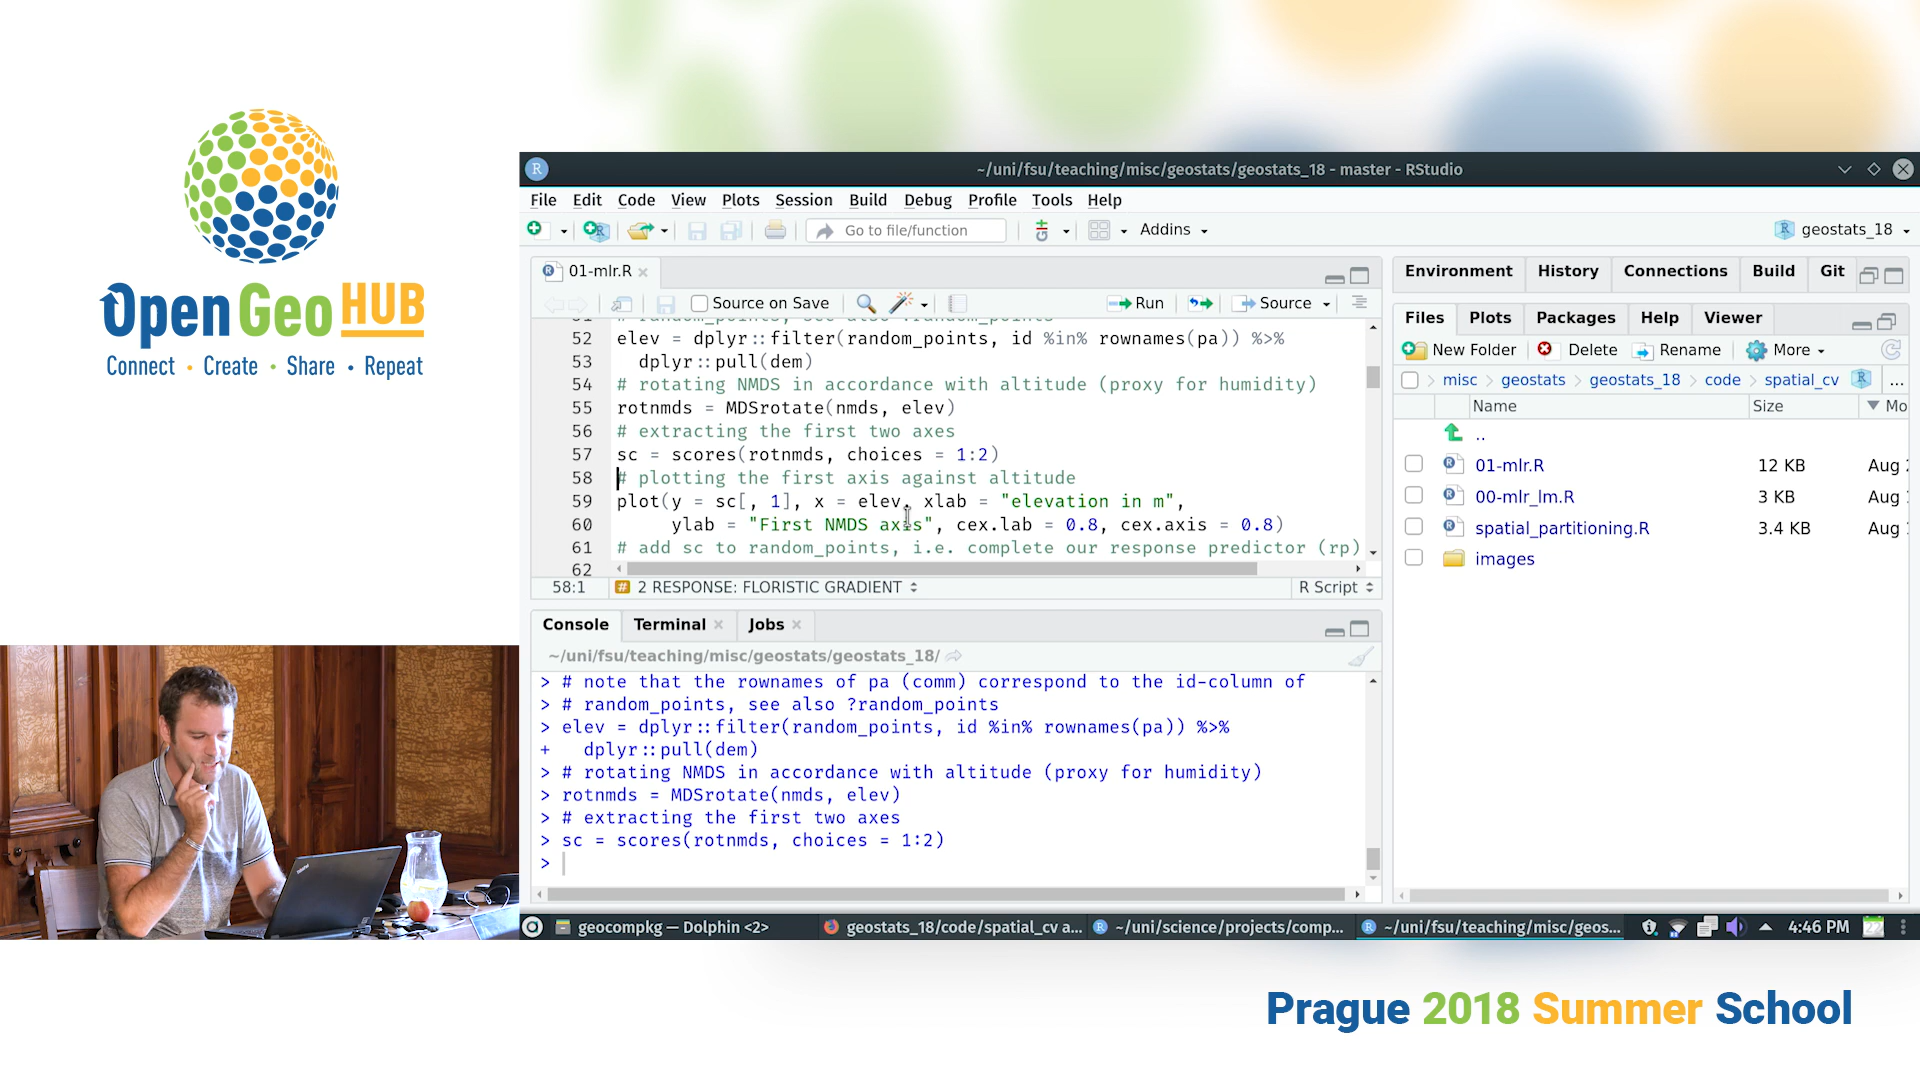 Open Geo HUB
Connect • Create • Share • Repeat
~/uni/fsu/teaching/misc/geostats/geostats_18 - master - RStudio
File Edit Code View Plots Session Build Debug Profile Tools Help
Go to file/function
Addins
geostats_18
01-mlr.R
Source on Save
Run
Source
52 elev = dplyr::filter(random_points, id %in% rownames(pa)) %>%
53 dplyr::pull(dem)
54 # rotating NMDS in accordance with altitude (proxy for humidity)
55 rotnmds = MDSrotate(nmds, elev)
56 # extracting the first two axes
57 sc = scores(rotnmds, choices = 1:2)
58 # plotting the first axis against altitude
59 plot(y = sc[, 1], x = elev, xlab = "elevation in m",
60 ylab = "First NMDS axis", cex.lab = 0.8, cex.axis = 0.8)
61 # add sc to random_points, i.e. complete our response predictor (rp)
62
58:1
# 2 RESPONSE: FLORISTIC GRADIENT
R Script
Console Terminal Jobs
~/uni/fsu/teaching/misc/geostats/geostats_18/
> # note that the rownames of pa (comm) correspond to the id-column of
> # random_points, see also ?random_points
> elev = dplyr::filter(random_points, id %in% rownames(pa)) %>%
+ dplyr::pull(dem)
> # rotating NMDS in accordance with altitude (proxy for humidity)
> rotnmds = MDSrotate(nmds, elev)
> # extracting the first two axes
> sc = scores(rotnmds, choices = 1:2)
>
Environment History Connections Build Git
Files Plots Packages Help Viewer
New Folder Delete Rename More
misc > geostats > geostats_18 > code > spatial_cv ...
Name Size Mo
..
01-mlr.R 12 KB Aug
00-mlr_lm.R 3 KB Aug
spatial_partitioning.R 3.4 KB Aug
images
geocompkg — Dolphin <2>
geostats_18/code/spatial_cv a...
~/uni/science/projects/comp...
~/uni/fsu/teaching/misc/geos...
4:46 PM
Prague 2018 Summer School